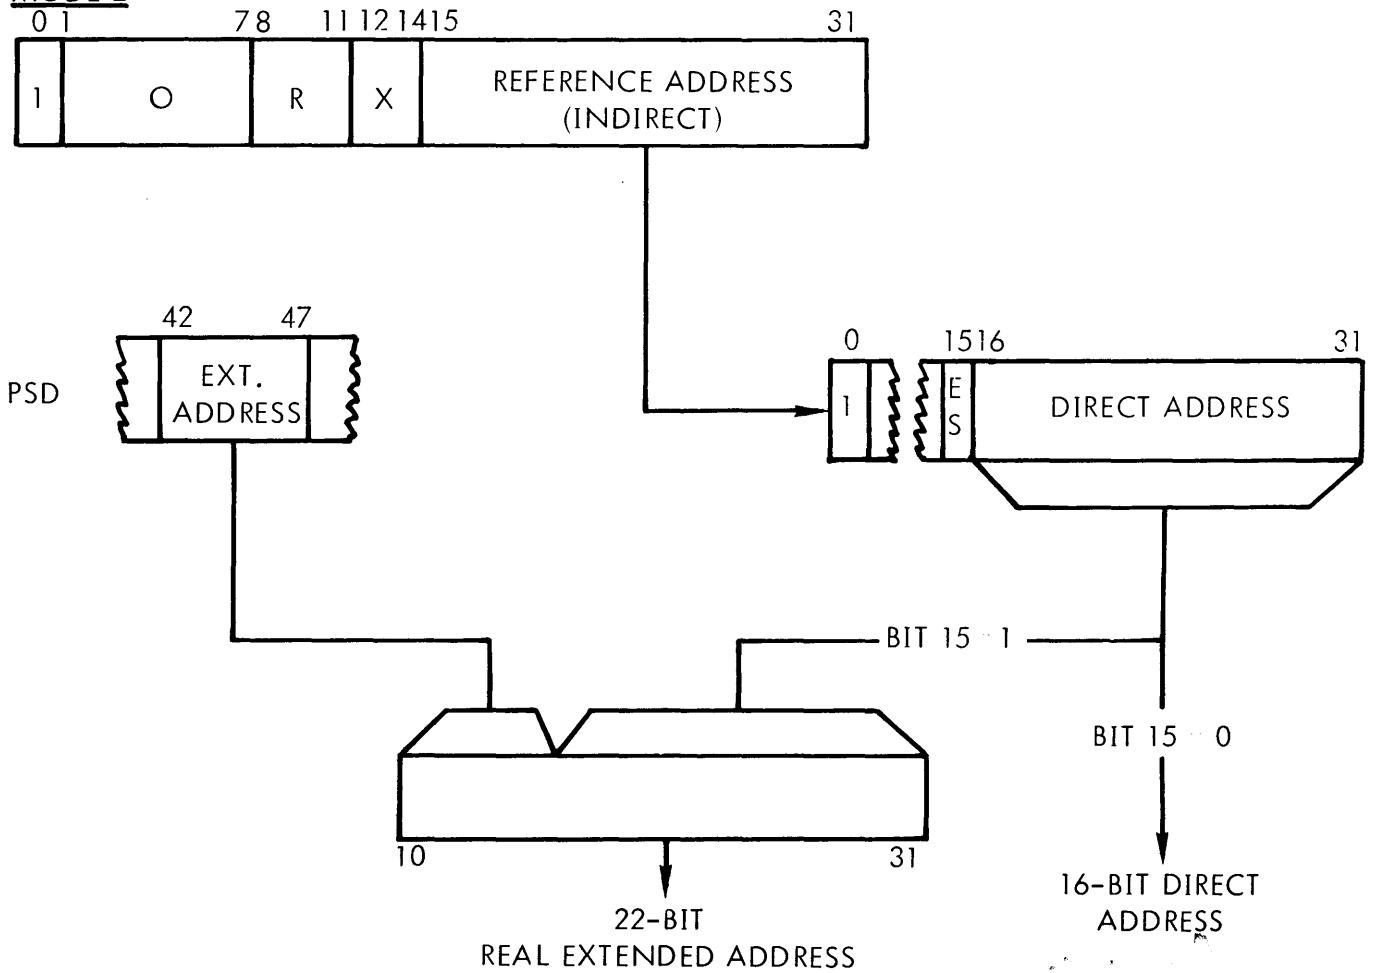 0 1 7 8 11 12 14 15 31
1 O R X REFERENCE ADDRESS
(INDIRECT)
42 47
0 15 16 31
PSD
EXT.
ADDRESS
1
E
S
DIRECT ADDRESS
BIT 15 1
BIT 15 0
10 31
22-BIT
REAL EXTENDED ADDRESS
16-BIT DIRECT
ADDRESS